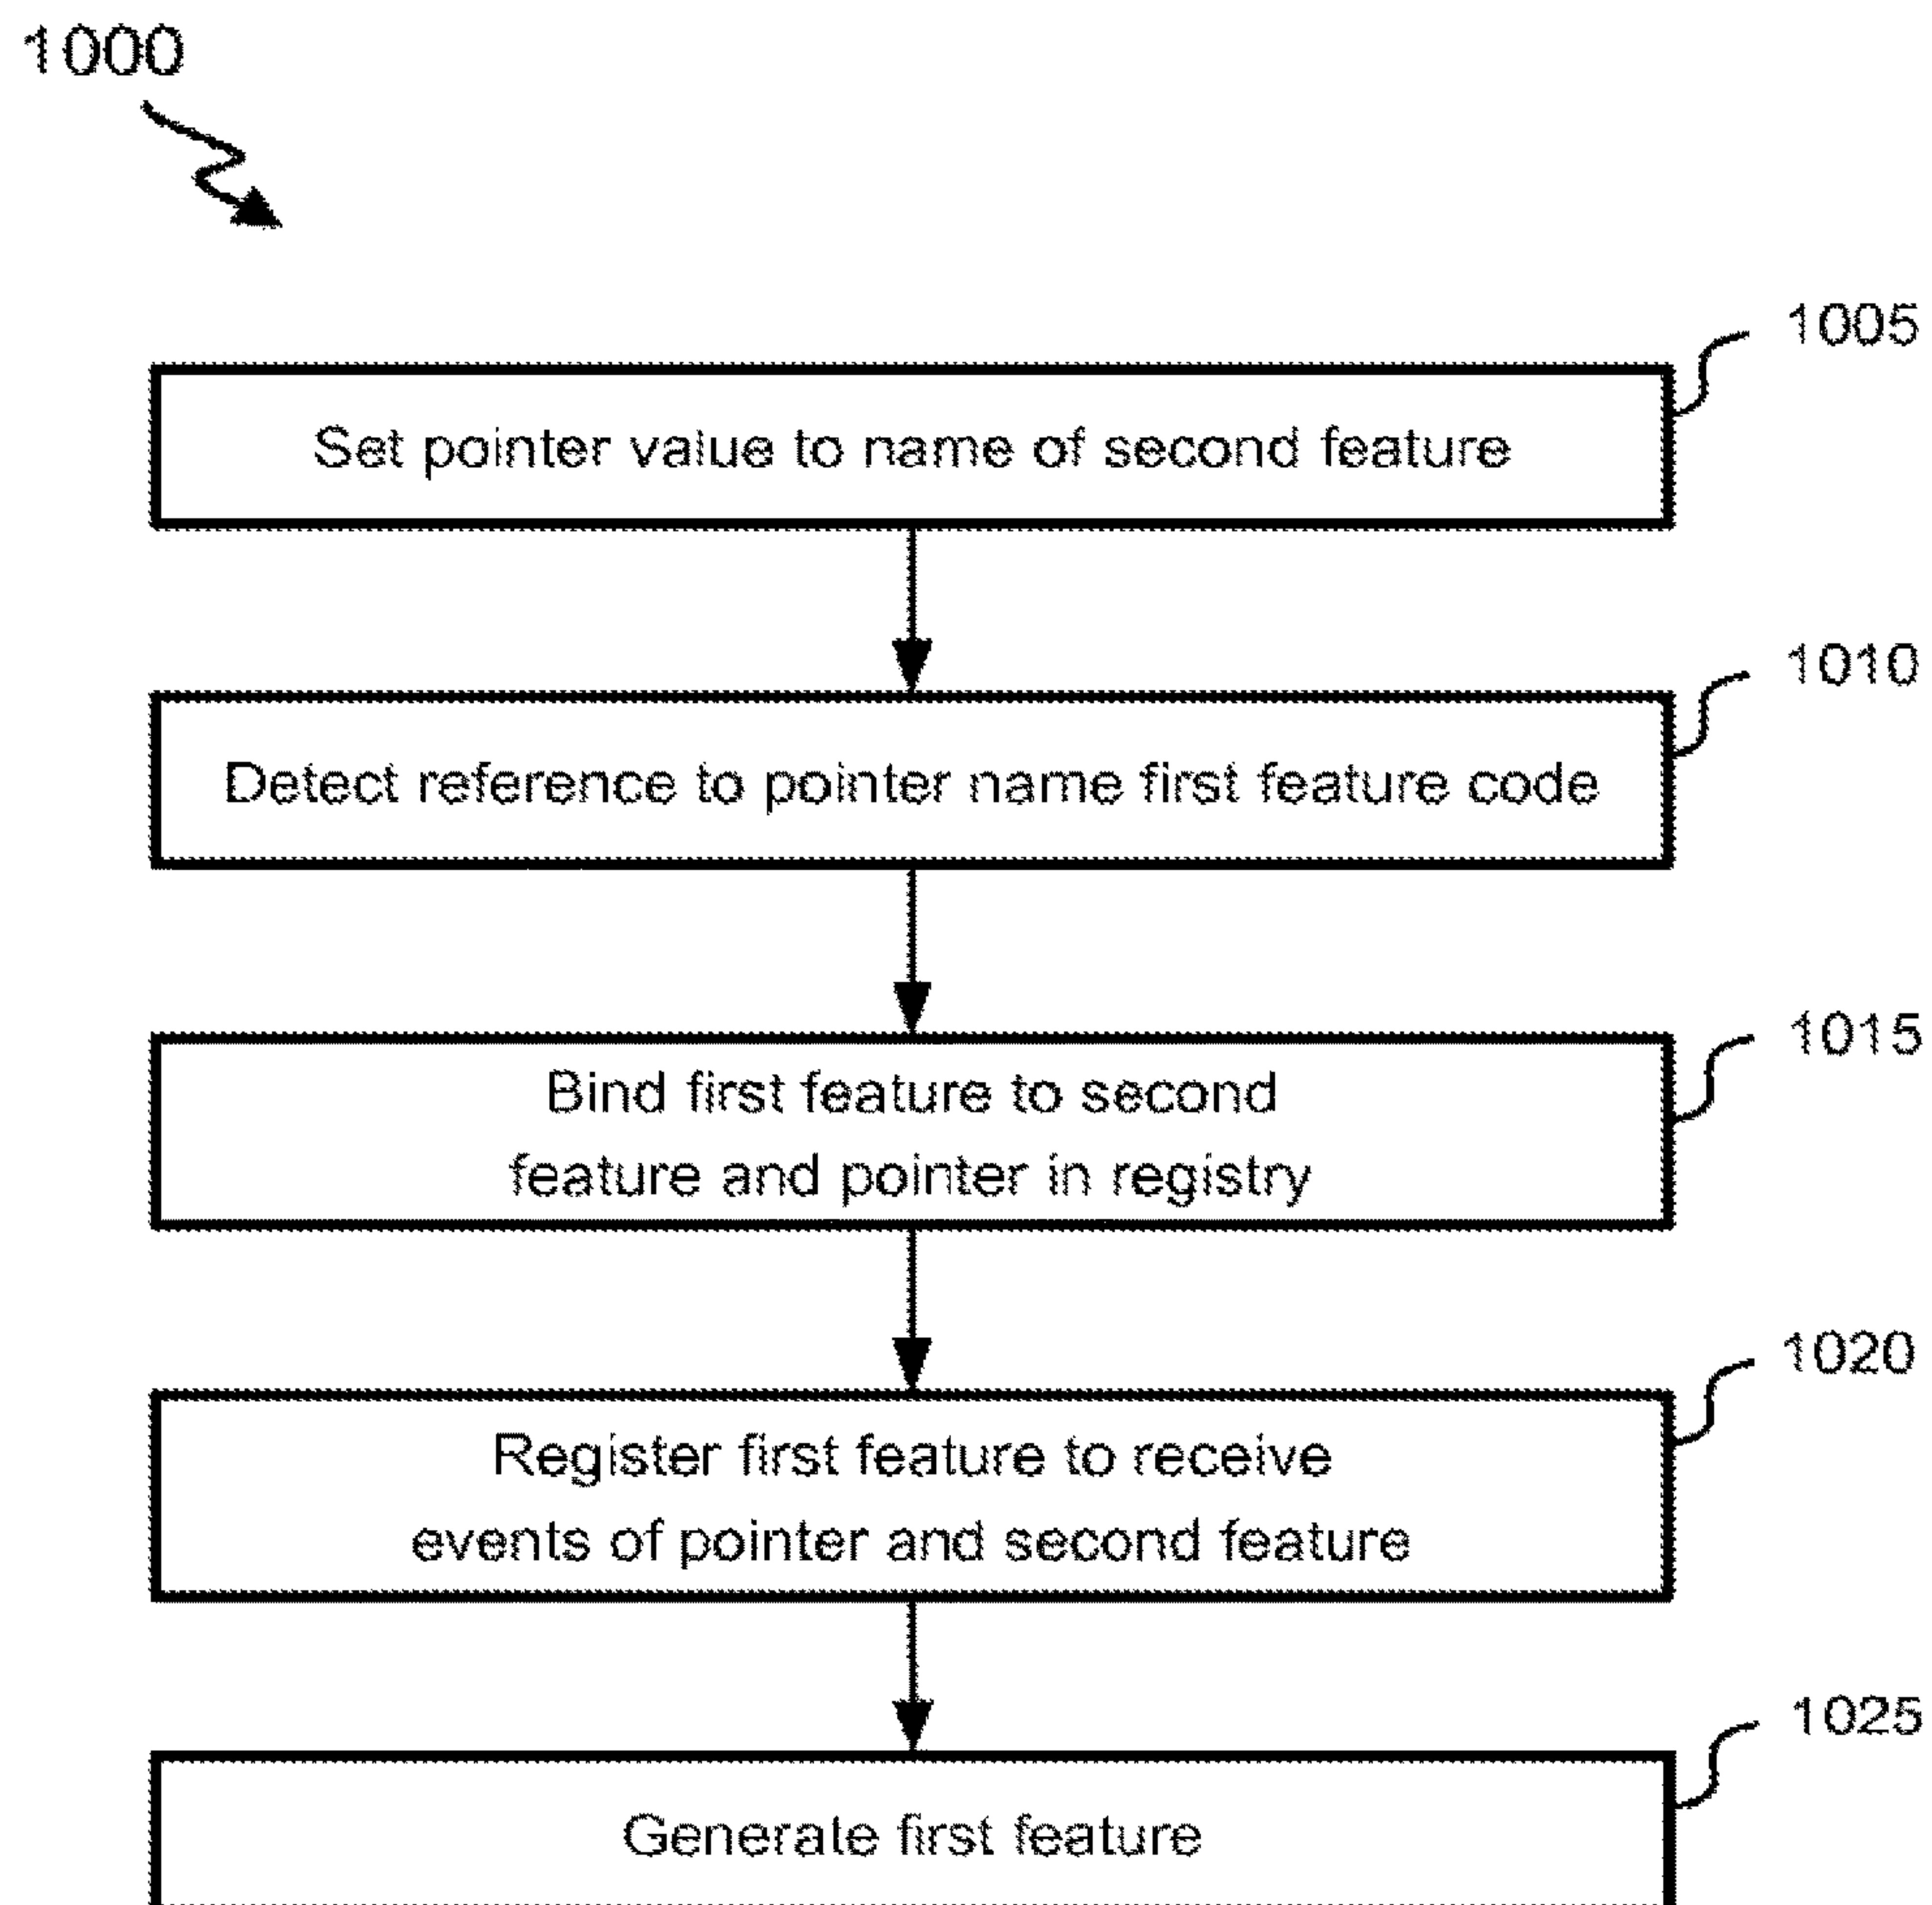 1000
1005
Set pointer value to name of second feature
1010
Detect reference to pointer name first feature code
1015
Bind first feature to second
feature and pointer in registry
1020
Register first feature to receive
events of pointer and second feature
1025
Generate first feature